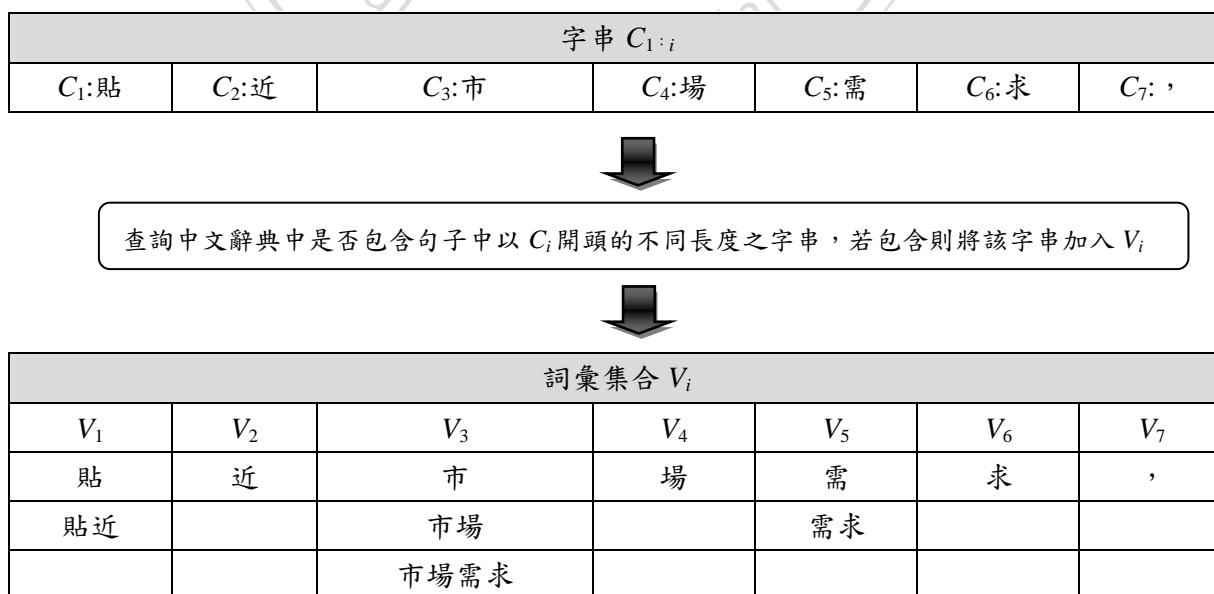 字串 C1:i
C1:貼 C2:近 C3:市 C4:場 C5:需 C6:求 C7:，
查詢中文辭典中是否包含句子中以 Ci 開頭的不同長度之字串，若包含則將該字串加入 Vi
詞彙集合 Vi
V1 V2 V3 V4 V5 V6 V7
貼 近 市 場 需 求 ，
貼近 市場 需求
市場需求